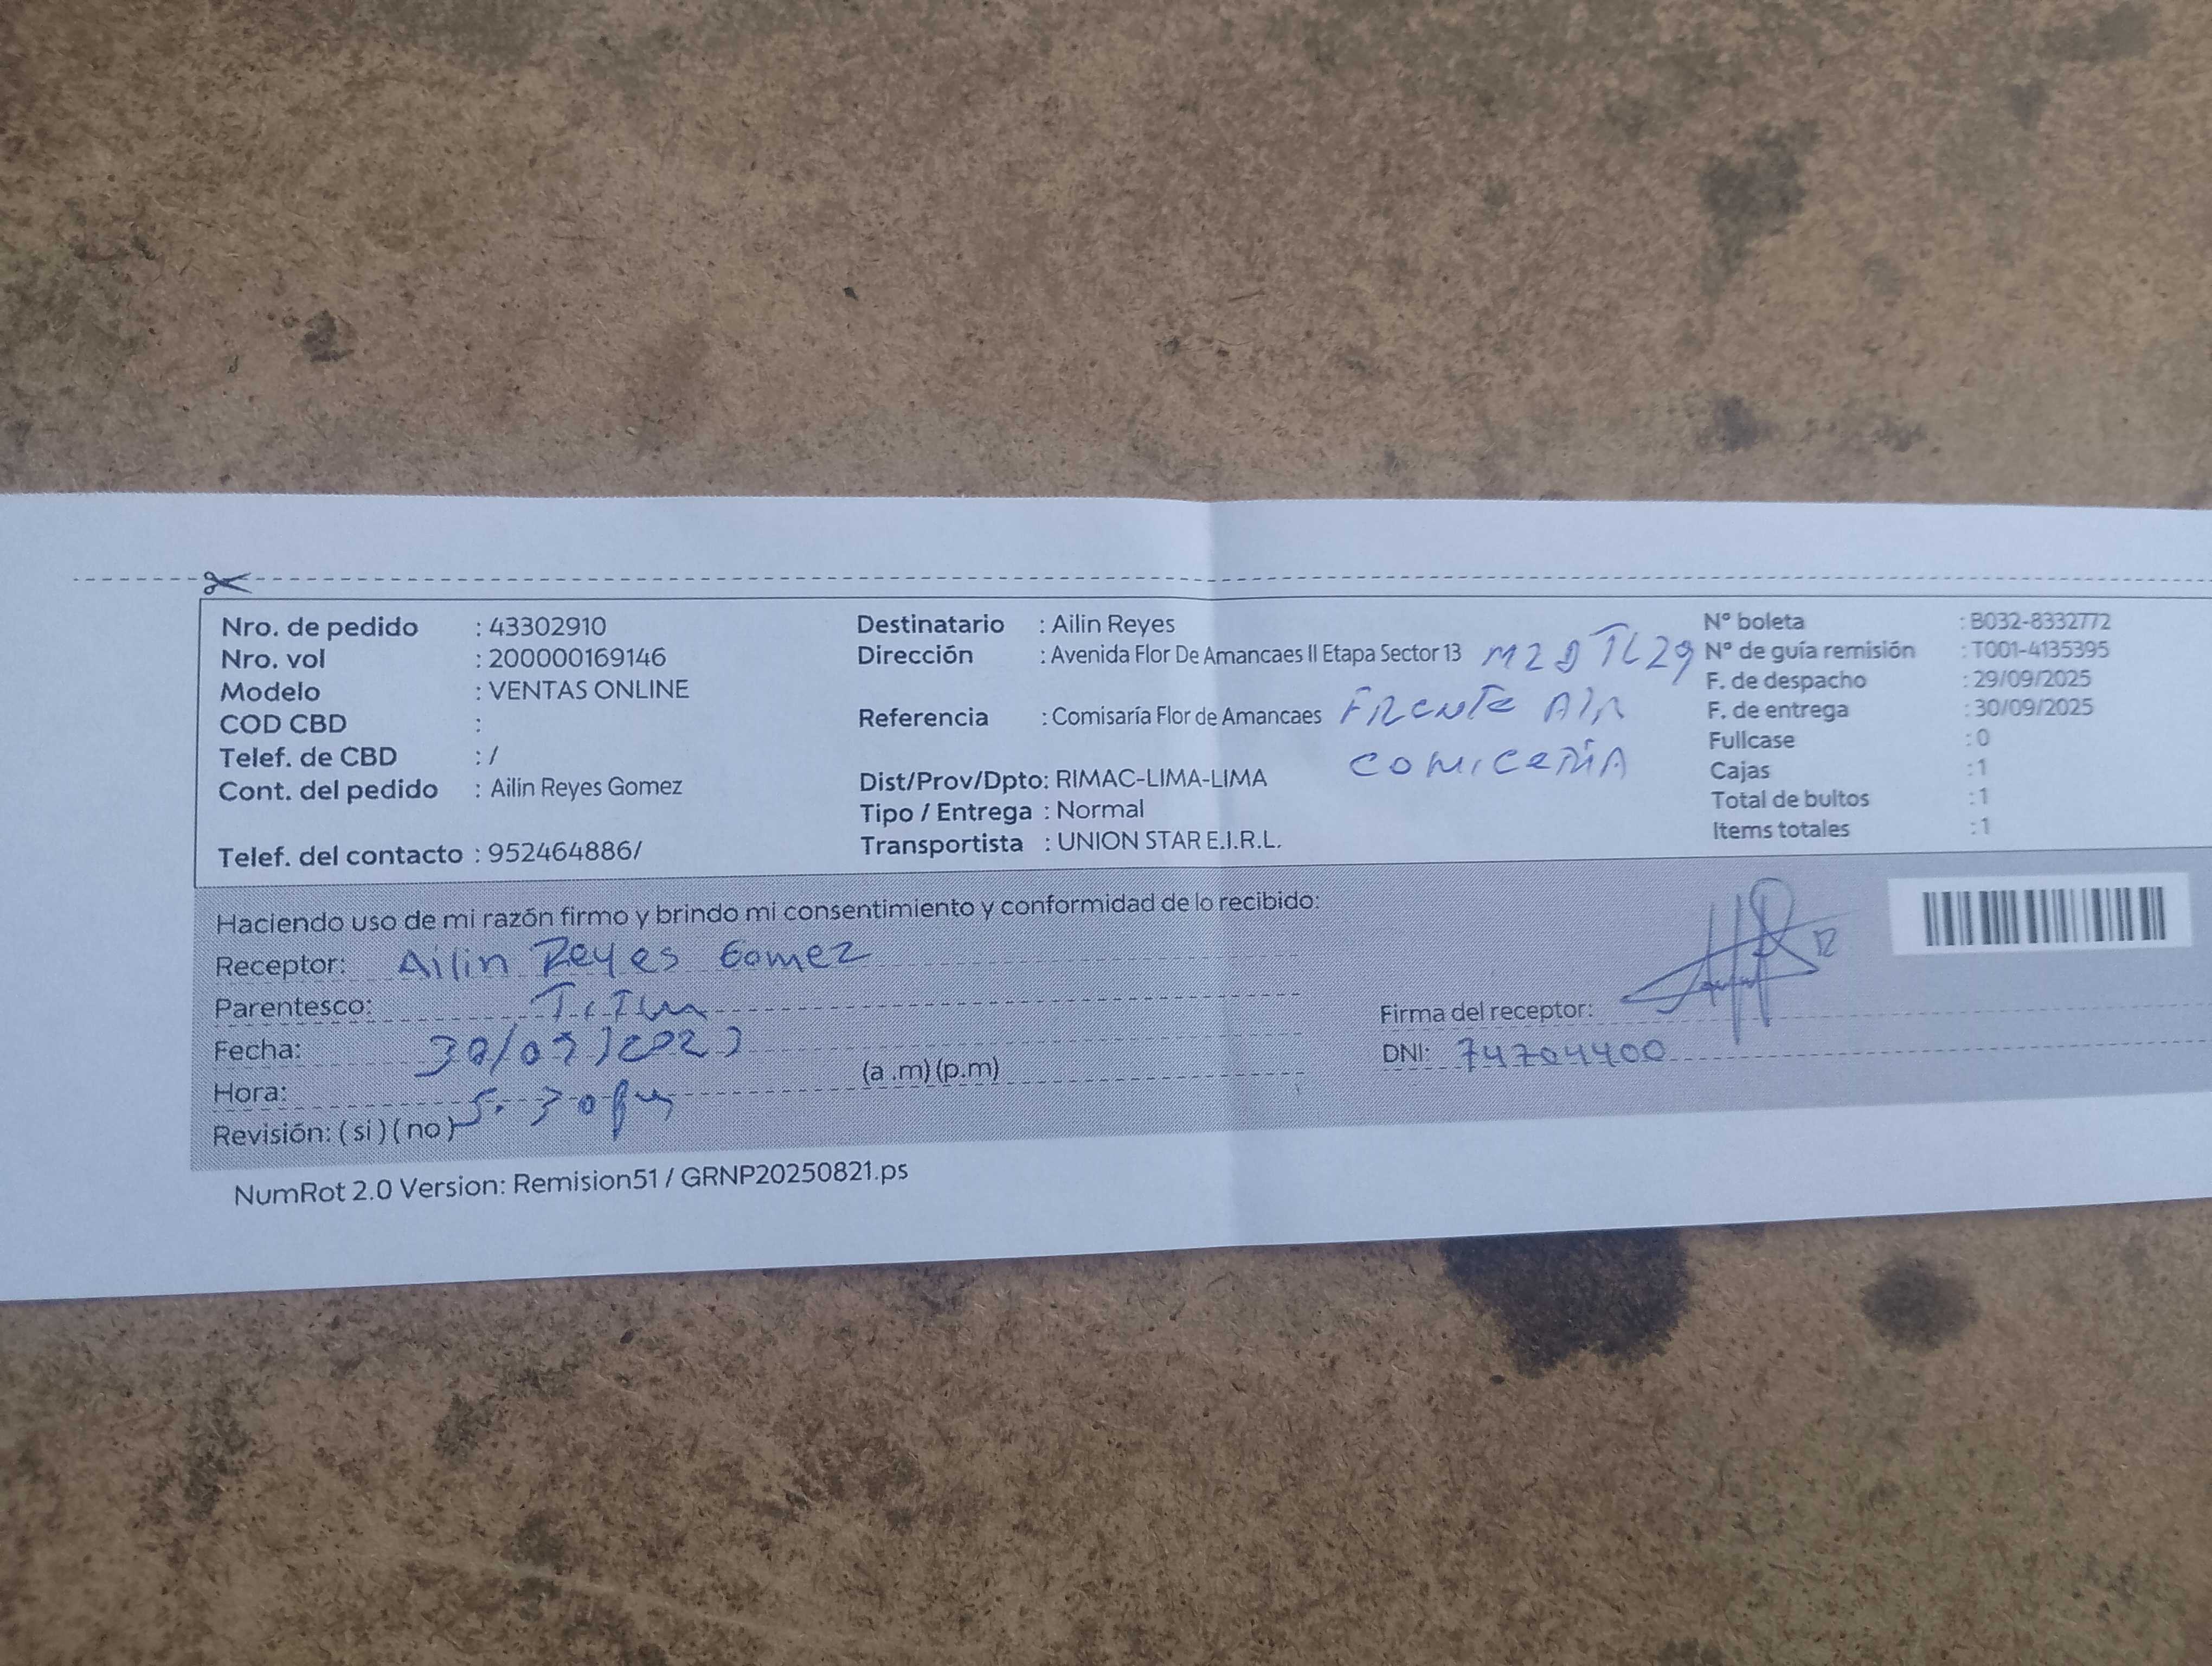 Nro. de pedido : 43302910
Nro. vol : 200000169146
Modelo : VENTAS ONLINE
COD CBD :
Telef. de CBD : /
Cont. del pedido : Ailin Reyes Gomez
Telef. del contacto : 952464886/
Destinatario : Ailin Reyes
Dirección : Avenida Flor De Amancaes II Etapa Sector 13
Referencia : Comisaría Flor de Amancaes FRENTE A LA
COMICERÍA
Dist/Prov/Dpto: RIMAC-LIMA-LIMA
Tipo / Entrega : Normal
Transportista : UNION STAR E.I.R.L.
N° boleta : B032-8332772
N° de guía remisión : T001-4135395
F. de despacho : 29/09/2025
F. de entrega : 30/09/2025
Fullcase : 0
Cajas : 1
Total de bultos : 1
Items totales : 1
Haciendo uso de mi razón firmo y brindo mi consentimiento y conformidad de lo recibido:
Receptor: Ailin Reyes Gomez
Parentesco:
Fecha: 30/09/2025
Hora: 5:30 pm (a .m) (p.m)
Revisión: (si) (no)
Firma del receptor:
DNI: 74704400
NumRot 2.0 Version: Remision51 / GRNP20250821.ps